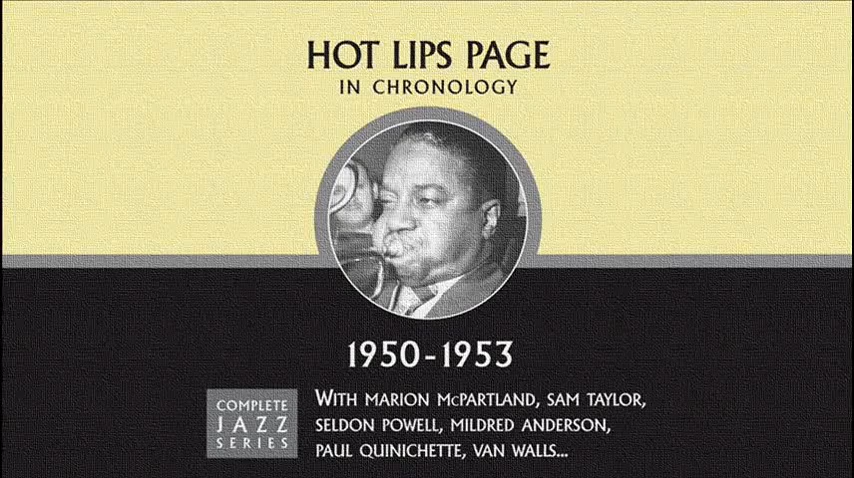 HOT LIPS PAGE
IN CHRONOLOGY
1950-1953
COMPLETE
JAZZ
SERIES
WITH MARION McPARTLAND, SAM TAYLOR,
SELDON POWELL, MILDRED ANDERSON,
PAUL QUINICHETTE, VAN WALLS...